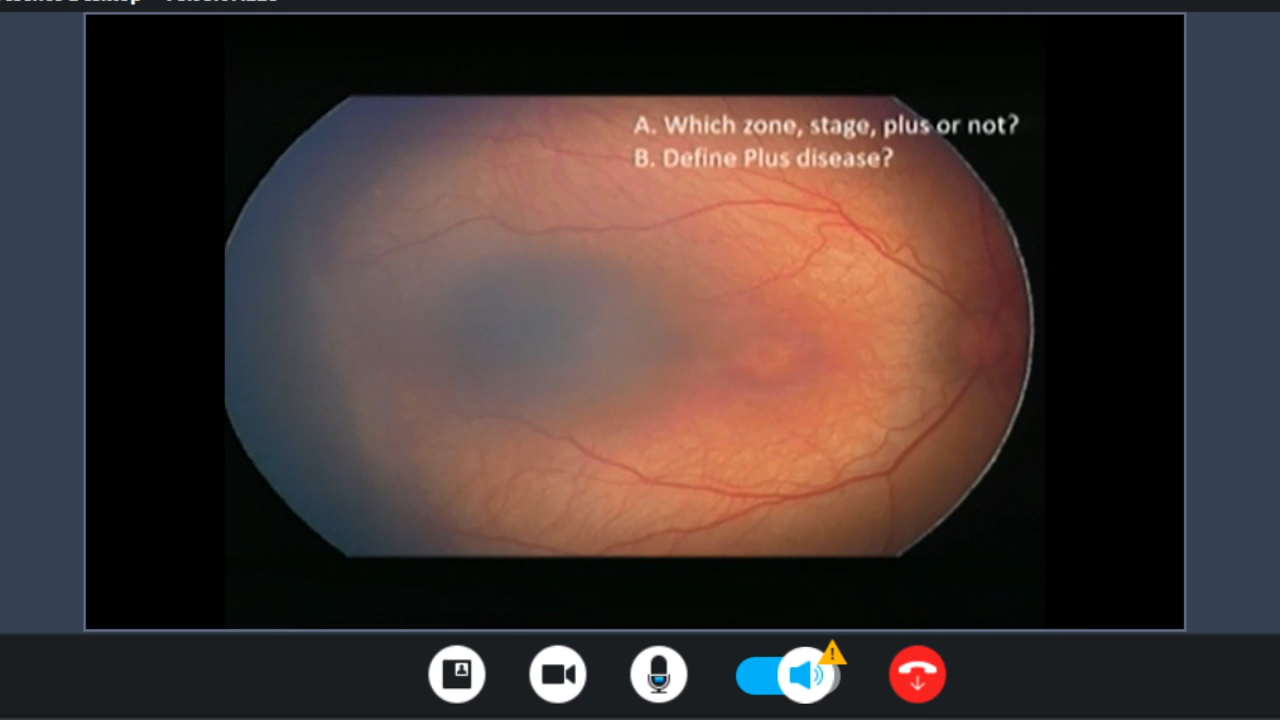 A. Which zone, stage, plus or not?
B. Define Plus disease?